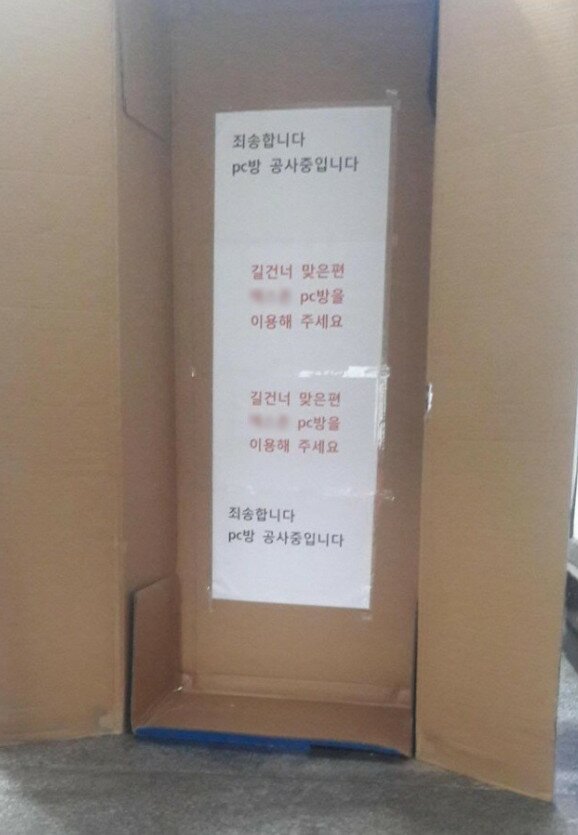 죄송합니다
pc방 공사중입니다
길건너 맞은편
pc방을
이용해 주세요
길건너 맞은편
pc방을
이용해 주세요
죄송합니다
pc방 공사중입니다